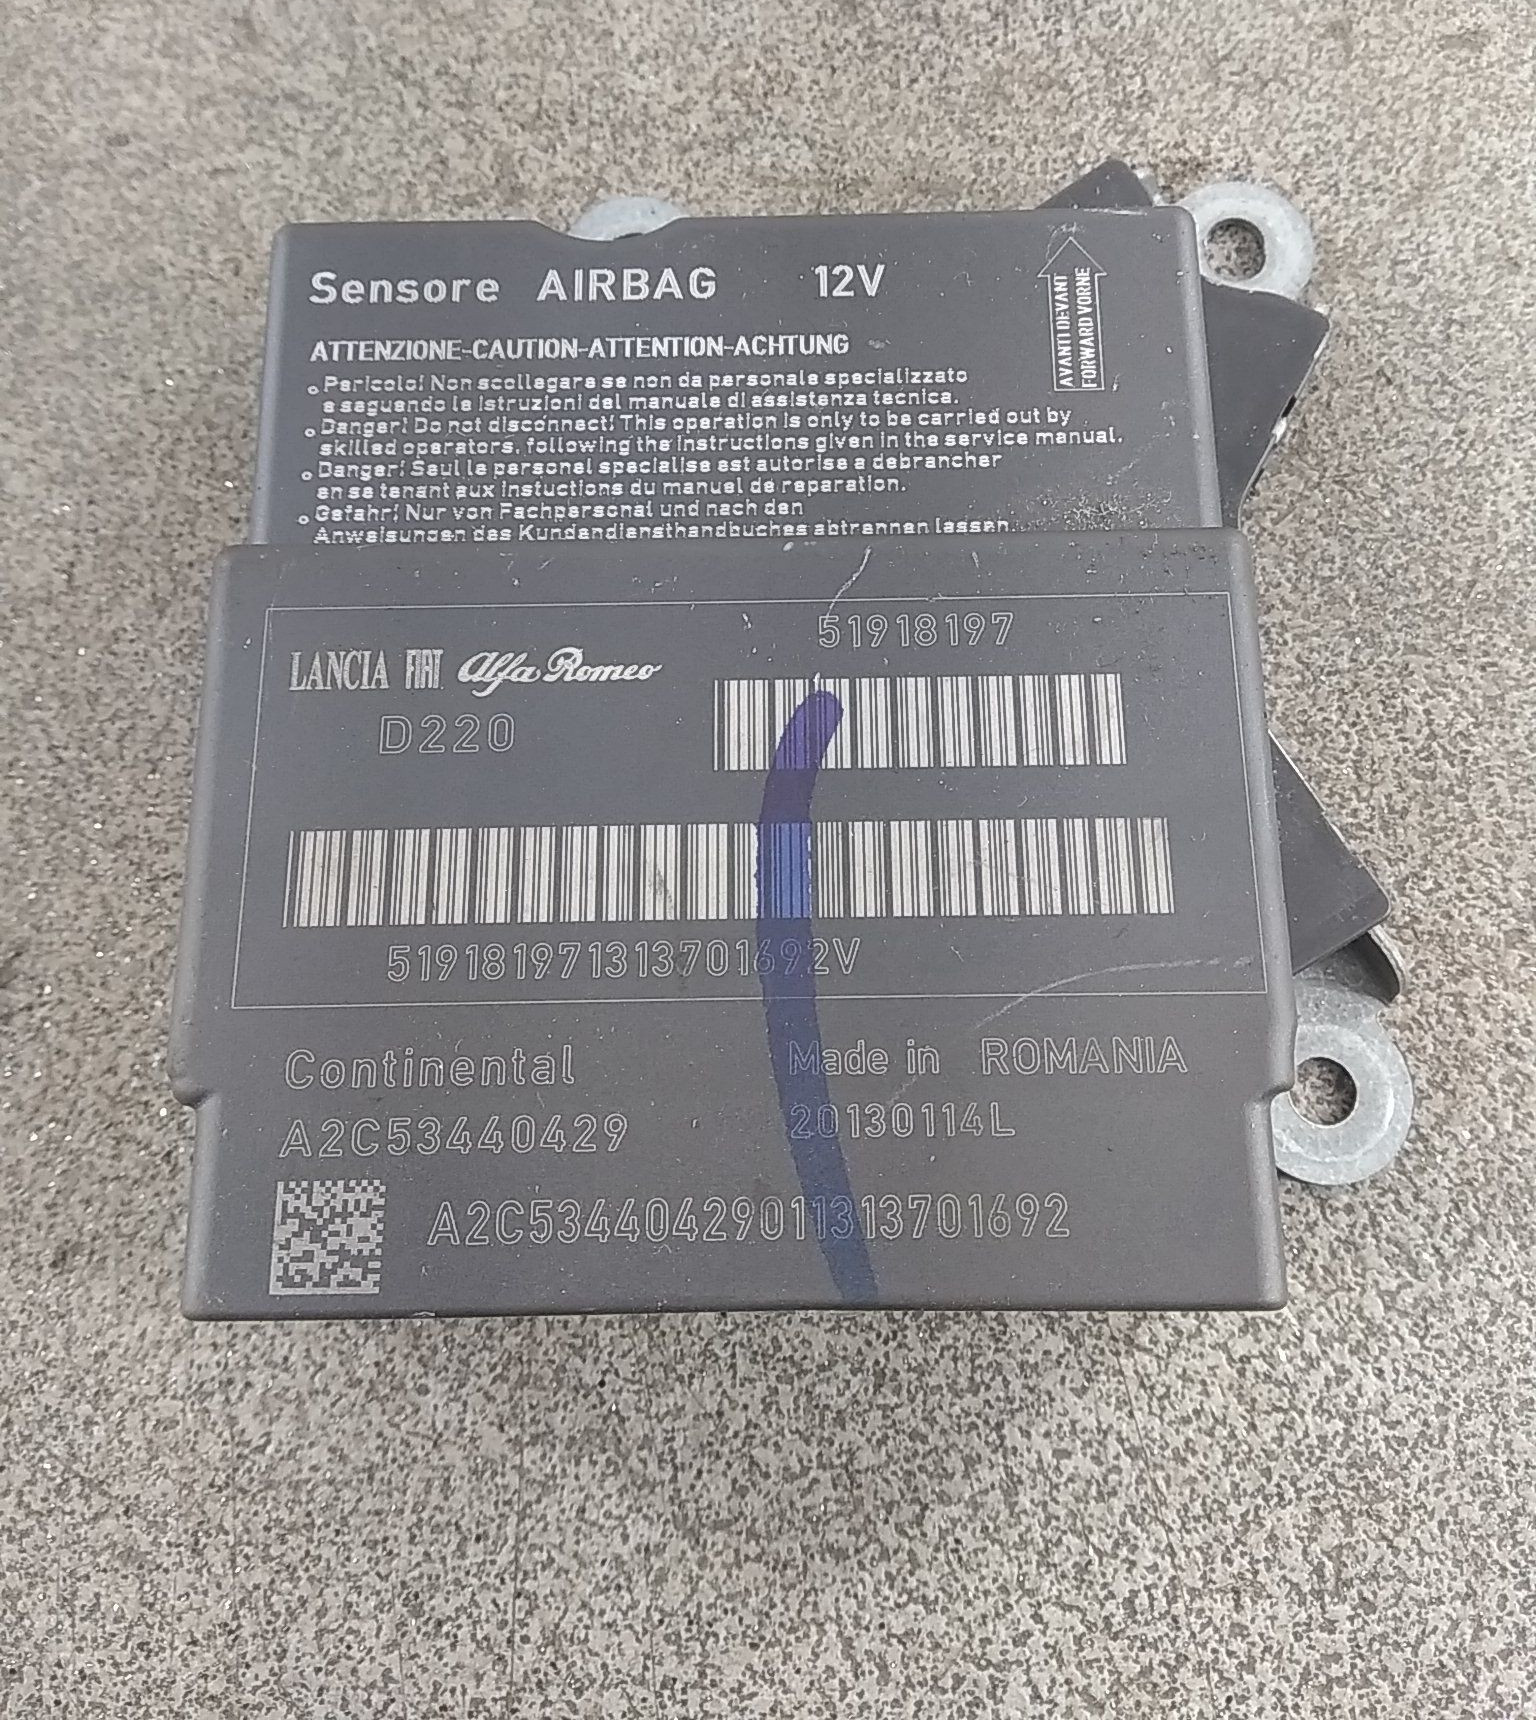 Sensore AIRBAG 12V
AVANTI DEVANT
FORWARD VORNE
ATTENZIONE-CAUTION-ATTENTION-ACHTUNG
Pericolo! Non scollegare se non da personale specializzato
e seguendo le istruzioni del manuale di assistenza tecnica.
Danger! Do not disconnect! This operation is only to be carried out by
skilled operators, following the instructions given in the service manual.
Danger! Seul le personel specialise est autorise a debrancher
en se tenant aux instuctions du manuel de reparation.
Gefahr! Nur von Fachpersonal und nach den
Anweisungen des Kundendiensthandbuches abtrennen lassen.
51918197
LANCIA FIAT Alfa Romeo
D220
519181971313701692V
Continental Made in ROMANIA
A2C53440429 20130114L
A2C53440429011313701692